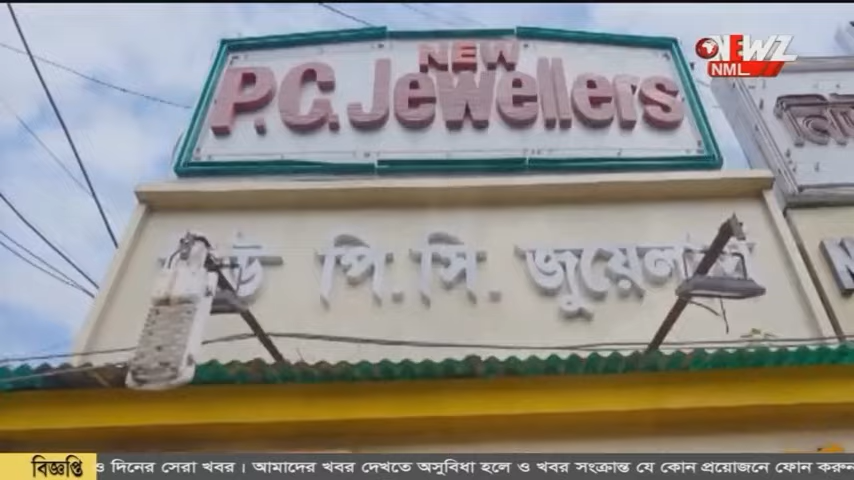 NEW
P.C. Jewellers
NEWZ
NML
পি. সি. জুয়েলার্স
বিজ্ঞপ্তি
ও দিনের সেরা খবর। আমাদের খবর দেখতে অসুবিধা হলে ও খবর সংক্রান্ত যে কোন প্রয়োজনে ফোন করুন